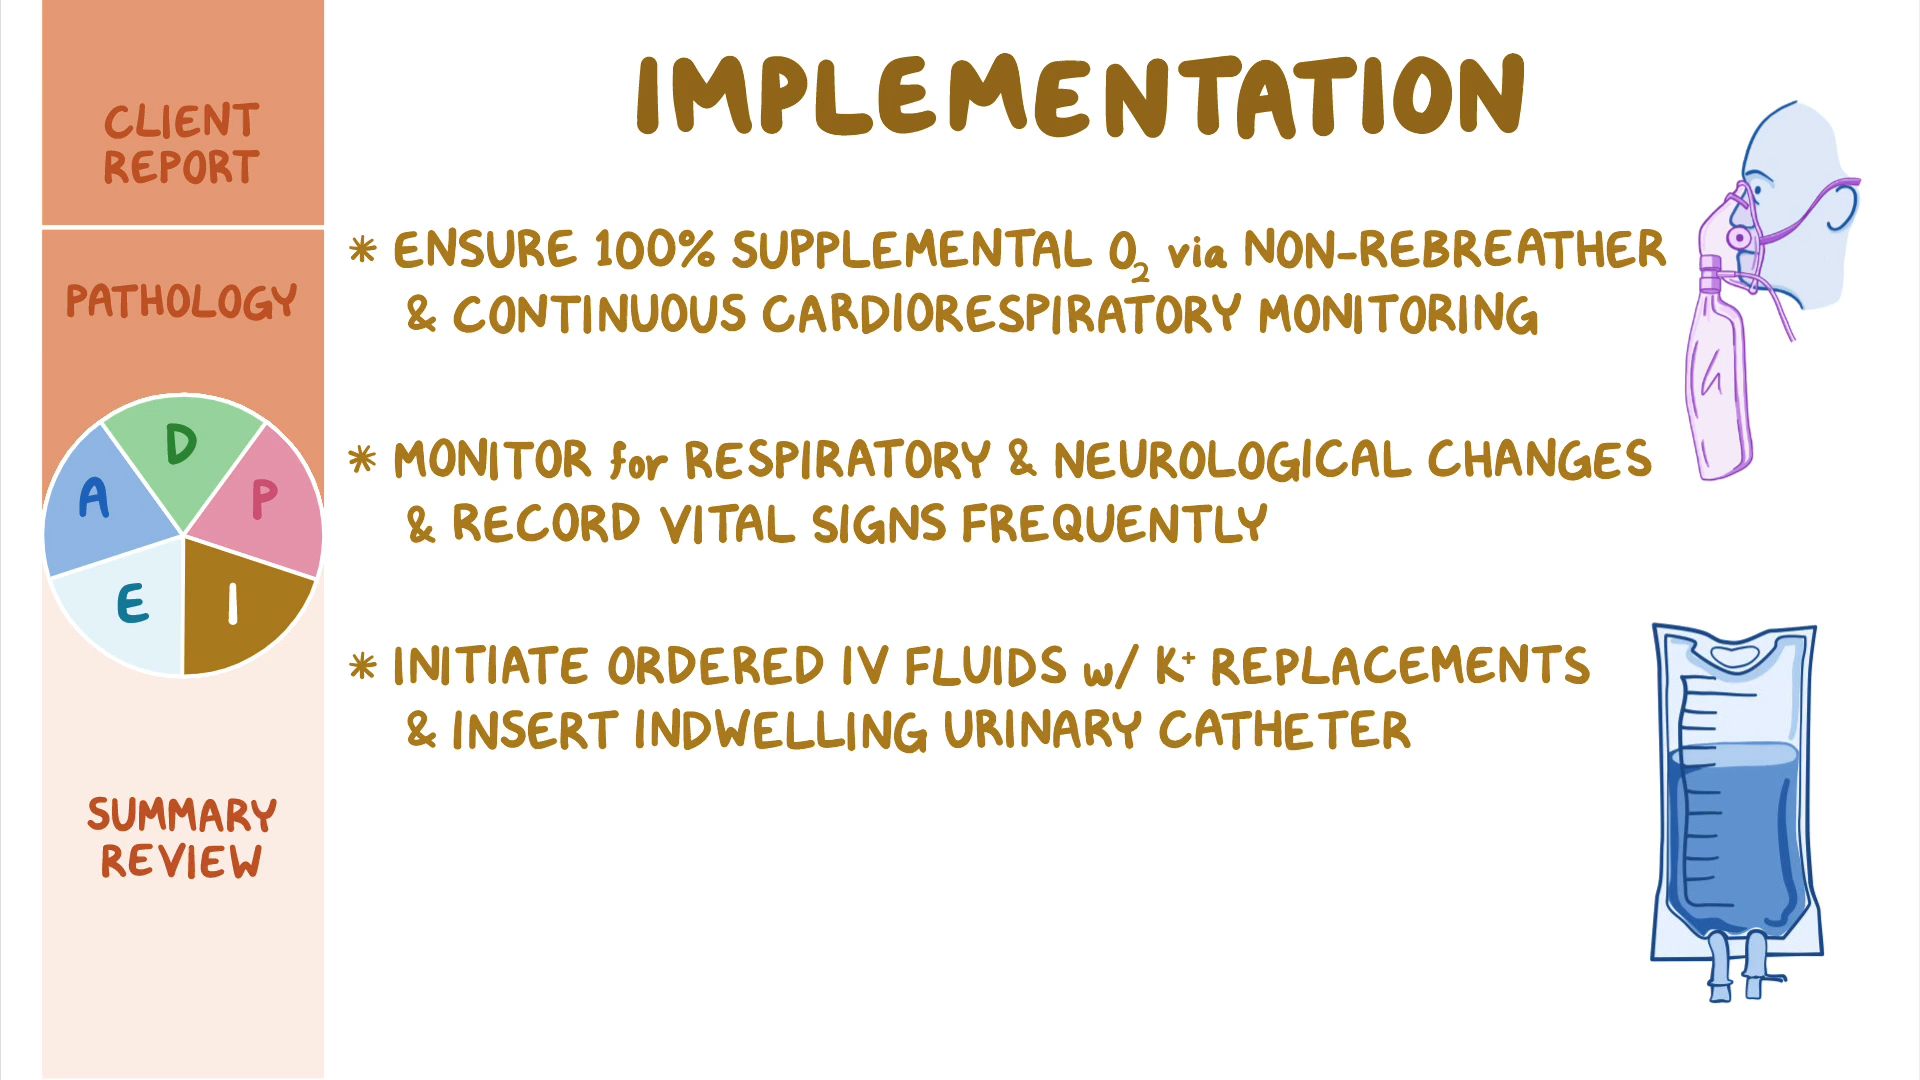 CLIENT
REPORT
PATHOLOGY
A
D
P
E
I
SUMMARY
REVIEW
IMPLEMENTATION
* ENSURE 100% SUPPLEMENTAL O₂ via NON-REBREATHER
& CONTINUOUS CARDIORESPIRATORY MONITORING
* MONITOR for RESPIRATORY & NEUROLOGICAL CHANGES
& RECORD VITAL SIGNS FREQUENTLY
* INITIATE ORDERED IV FLUIDS w/ K⁺ REPLACEMENTS
& INSERT INDWELLING URINARY CATHETER